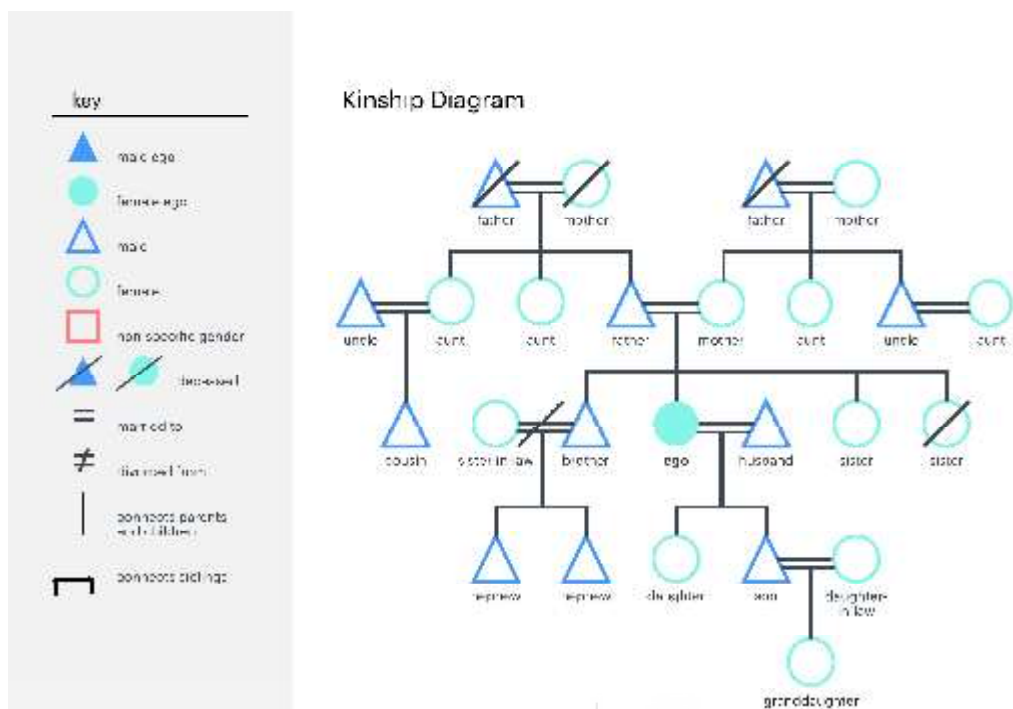 key
Kinship Diagram
male ego
female ego
male
female
non specific gender
deceased
married to
divorced from
connects parents
and children
connects siblings
father
mother
father
mother
uncle
aunt
aunt
father
mother
aunt
uncle
aunt
cousin
sister in-law
brother
ego
husband
sister
sister
nephew
nephew
daughter
son
daughter-
in law
granddaughter